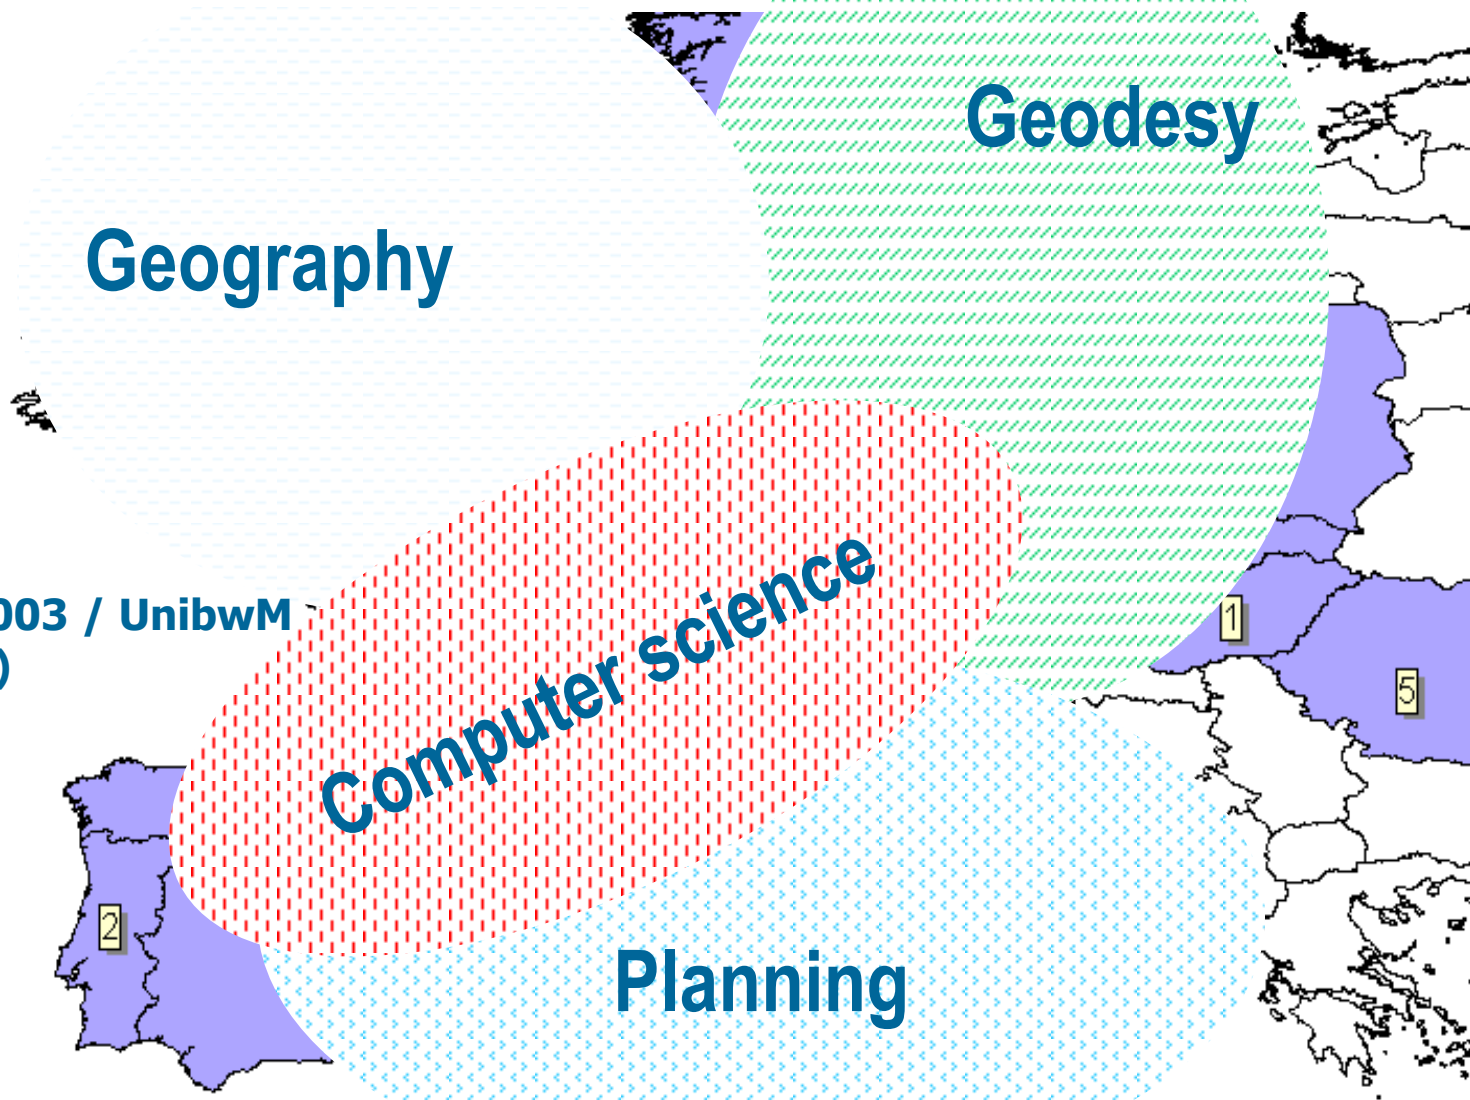 Geodesy
Geography
003 / UnibwM
)
Computer science
1
5
2
Planning